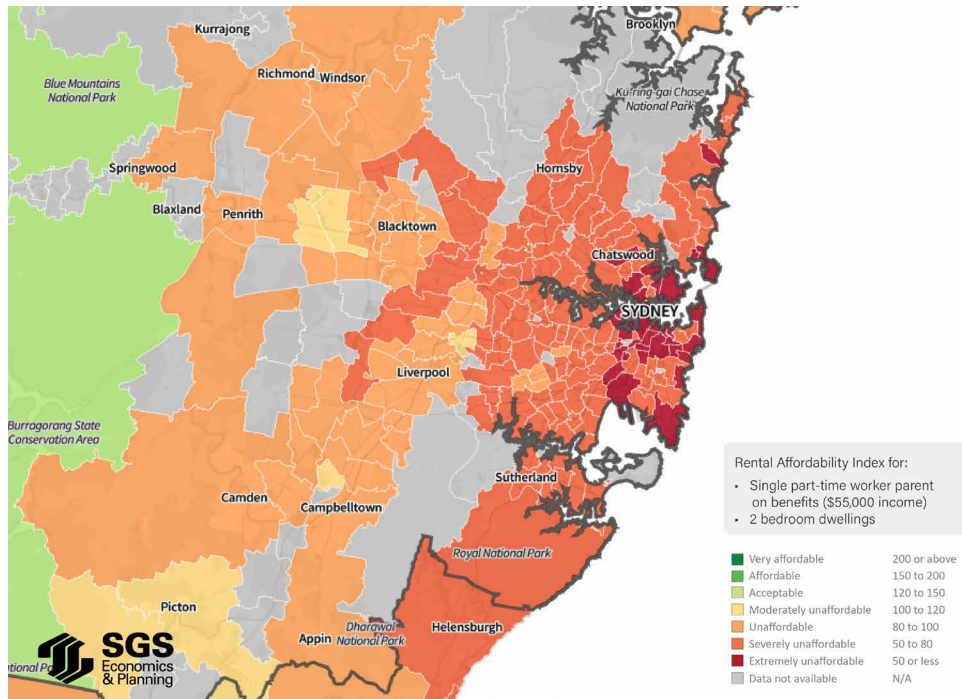 Brooklyn
Kurrajong
Richmond
Windsor
Blue Mountains
National Park
Ku-ring-gai Chase
National Park
Springwood
Hornsby
Blaxland
Penrith
Blacktown
Chatswood
SYDNEY
Liverpool
Burragorang State
Conservation Area
Camden
Campbelltown
Sutherland
Royal National Park
Picton
Appin
Dharawal
National Park
Helensburgh
SGS
Economics
& Planning
Rental Affordability Index for:
• Single part-time worker parent
on benefits ($55,000 income)
• 2 bedroom dwellings
Very affordable 200 or above
Affordable 150 to 200
Acceptable 120 to 150
Moderately unaffordable 100 to 120
Unaffordable 80 to 100
Severely unaffordable 50 to 80
Extremely unaffordable 50 or less
Data not available N/A